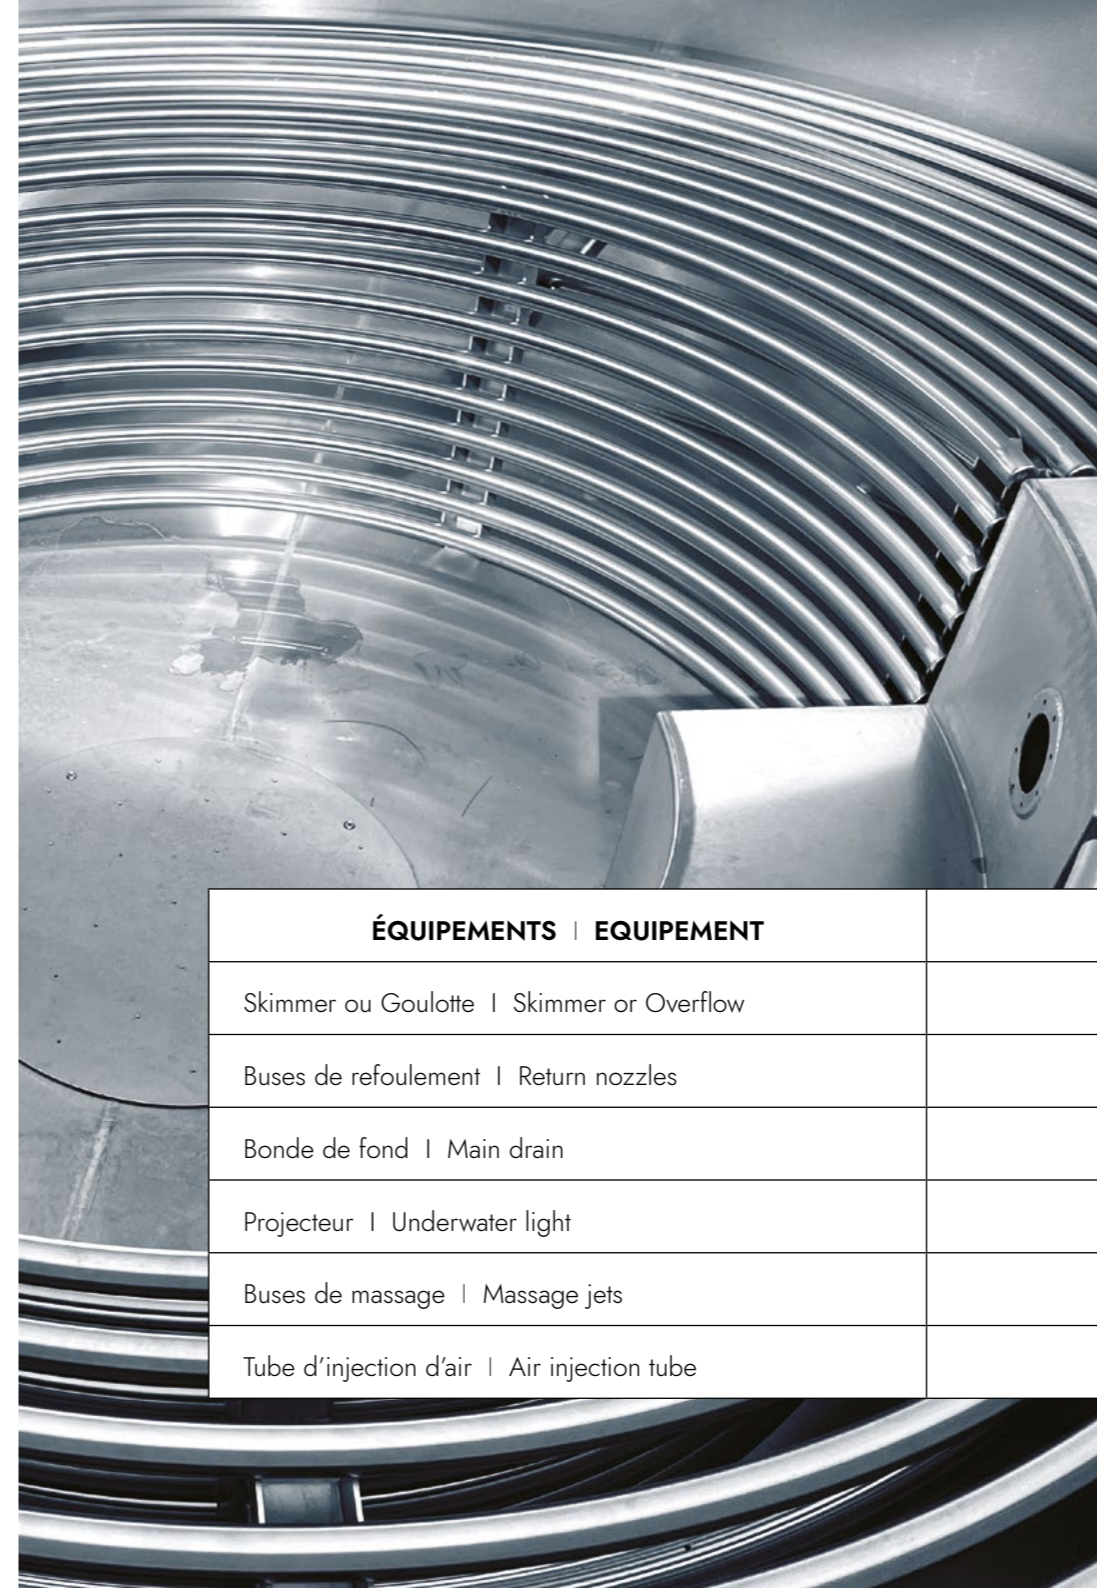 ÉQUIPEMENTS | EQUIPEMENT
Skimmer ou Goulotte I Skimmer or Overflow
Buses de refoulement I Return nozzles
Bonde de fond I Main drain
Projecteur I Underwater light
Buses de massage | Massage jets
Tube d’injection d’air | Air injection tube